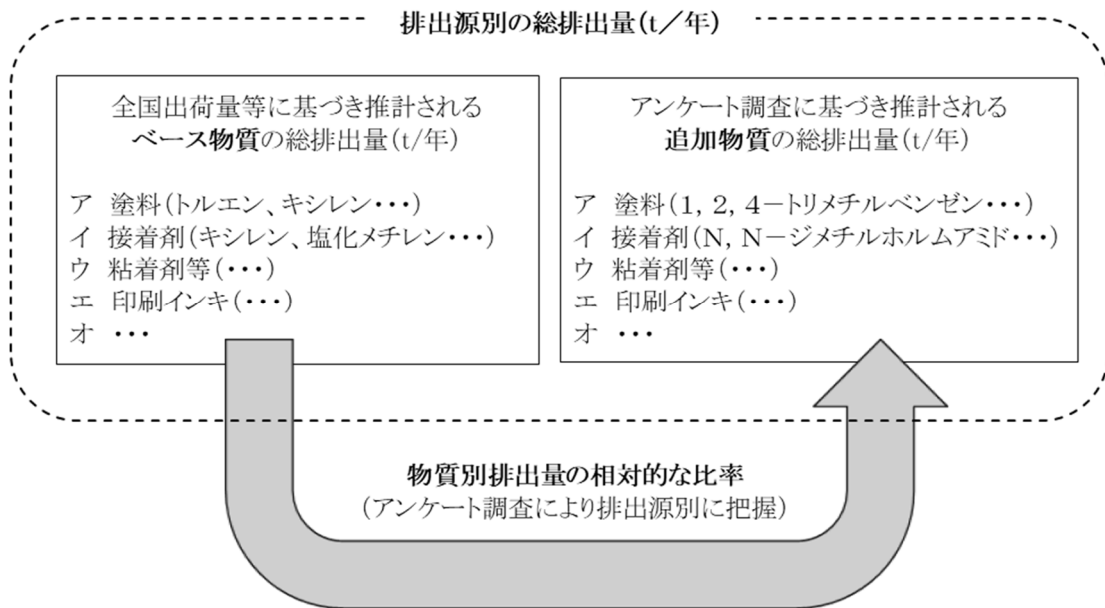 排出源別の総排出量(t／年)
全国出荷量等に基づき推計される
ベース物質の総排出量(t/年)
ア 塗料(トルエン、キシレン・・・)
イ 接着剤(キシレン、塩化メチレン・・・)
ウ 粘着剤等(・・・)
エ 印刷インキ(・・・)
オ ・・・
アンケート調査に基づき推計される
追加物質の総排出量(t/年)
ア 塗料(1, 2, 4－トリメチルベンゼン・・・)
イ 接着剤(N, N－ジメチルホルムアミド・・・)
ウ 粘着剤等(・・・)
エ 印刷インキ(・・・)
オ ・・・
物質別排出量の相対的な比率
(アンケート調査により排出源別に把握)